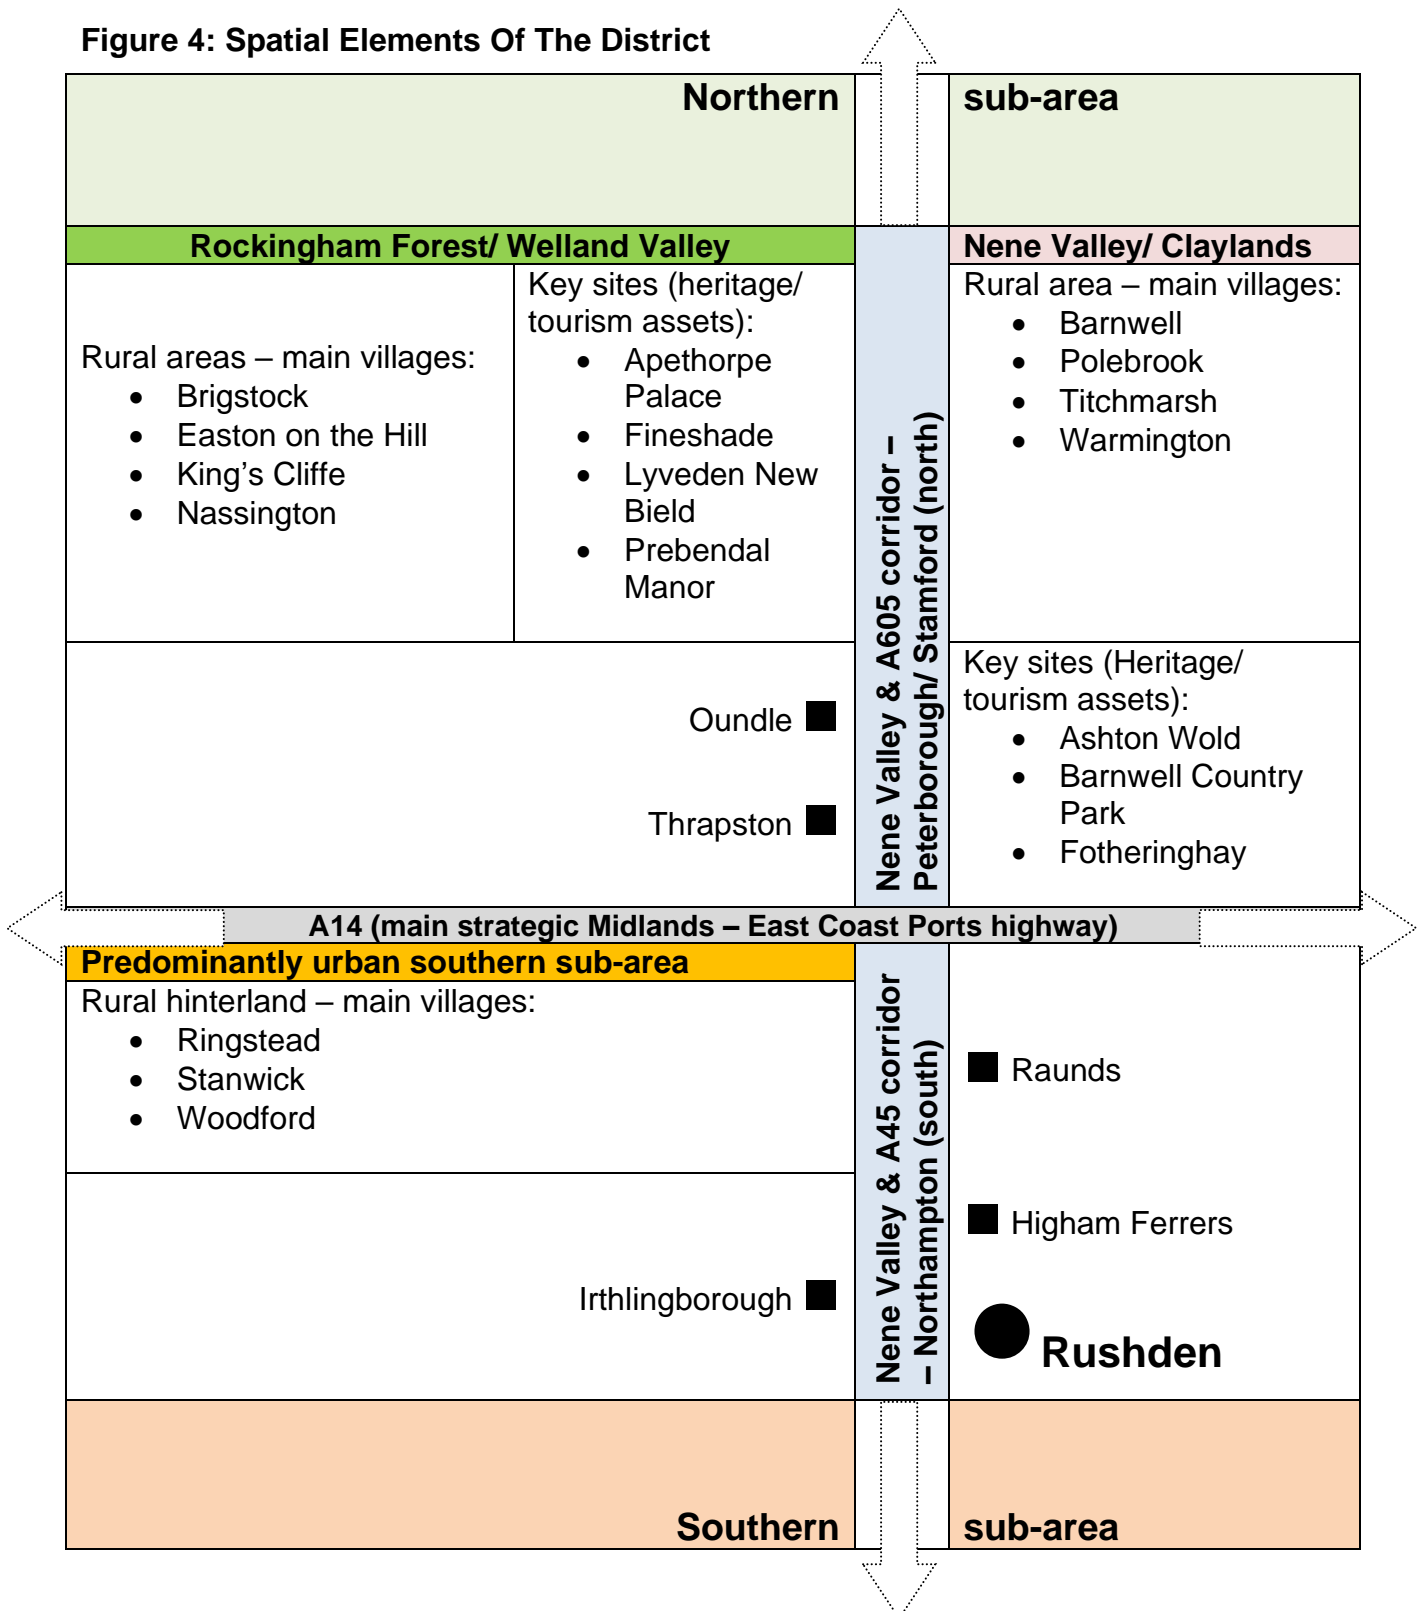 Figure 4: Spatial Elements Of The District
Northern sub-area
Rockingham Forest/ Welland Valley
Rural areas – main villages:
• Brigstock
• Easton on the Hill
• King’s Cliffe
• Nassington
Key sites (heritage/
tourism assets):
• Apethorpe
Palace
• Fineshade
• Lyveden New
Bield
• Prebendal
Manor
Nene Valley & A605 corridor –
Peterborough/ Stamford (north)
Nene Valley/ Claylands
Rural area – main villages:
• Barnwell
• Polebrook
• Titchmarsh
• Warmington
Oundle
Thrapston
Key sites (Heritage/
tourism assets):
• Ashton Wold
• Barnwell Country
Park
• Fotheringhay
A14 (main strategic Midlands – East Coast Ports highway)
Predominantly urban southern sub-area
Rural hinterland – main villages:
• Ringstead
• Stanwick
• Woodford
Nene Valley & A45 corridor
– Northampton (south)
Raunds
Higham Ferrers
Irthlingborough
Rushden
Southern sub-area